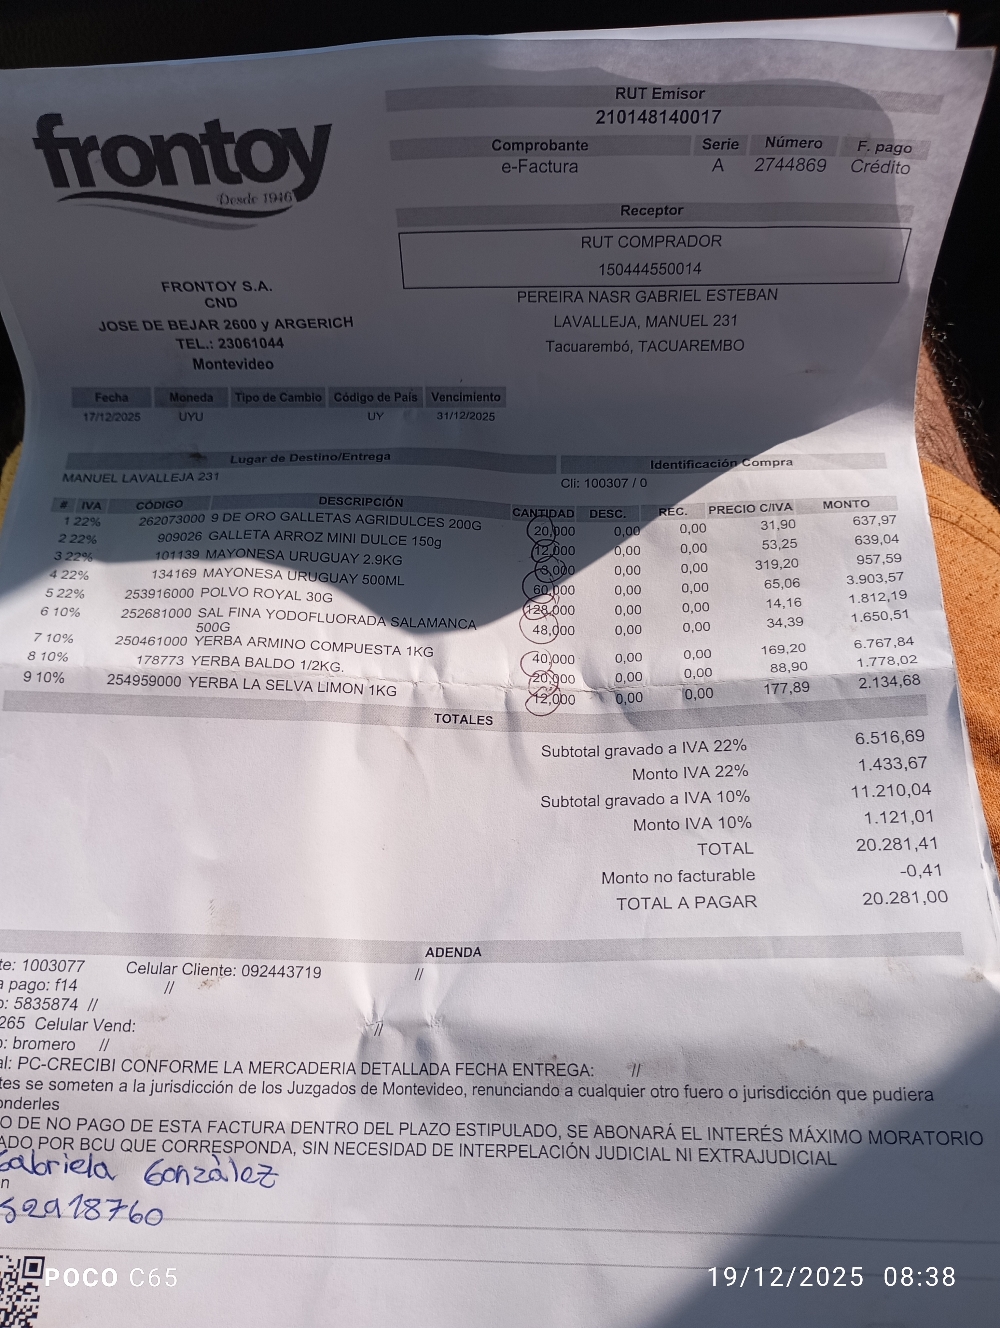 frontoy
Desde 1946
RUT Emisor
210148140017
Comprobante Serie Número F. pago
e-Factura A 2744869 Crédito
Receptor
RUT COMPRADOR
150444550014
PEREIRA NASR GABRIEL ESTEBAN
LAVALLEJA, MANUEL 231
Tacuarembó, TACUAREMBO
FRONTOY S.A.
CND
JOSE DE BEJAR 2600 y ARGERICH
TEL.: 23061044
Montevideo
Fecha Moneda Tipo de Cambio Código de País Vencimiento
17/12/2025 UYU UY 31/12/2025
Lugar de Destino/Entrega Identificación Compra
MANUEL LAVALLEJA 231 Cli: 100307 / 0
# IVA CÓDIGO DESCRIPCIÓN CANTIDAD DESC. REC. PRECIO C/IVA MONTO
1 22% 262073000 9 DE ORO GALLETAS AGRIDULCES 200G 20,000 0,00 0,00 31,90 637,97
2 22% 909026 GALLETA ARROZ MINI DULCE 150g 12,000 0,00 0,00 53,25 639,04
3 22% 101139 MAYONESA URUGUAY 2.9KG 3,000 0,00 0,00 319,20 957,59
4 22% 134169 MAYONESA URUGUAY 500ML 60,000 0,00 0,00 65,06 3.903,57
5 22% 253916000 POLVO ROYAL 30G 128,000 0,00 0,00 14,16 1.812,19
6 10% 252681000 SAL FINA YODOFLUORADA SALAMANCA 48,000 0,00 0,00 34,39 1.650,51
500G
7 10% 250461000 YERBA ARMINO COMPUESTA 1KG 40,000 0,00 0,00 169,20 6.767,84
8 10% 178773 YERBA BALDO 1/2KG. 20,000 0,00 0,00 88,90 1.778,02
9 10% 254959000 YERBA LA SELVA LIMON 1KG 12,000 0,00 0,00 177,89 2.134,68
TOTALES
Subtotal gravado a IVA 22% 6.516,69
Monto IVA 22% 1.433,67
Subtotal gravado a IVA 10% 11.210,04
Monto IVA 10% 1.121,01
TOTAL 20.281,41
Monto no facturable -0,41
TOTAL A PAGAR 20.281,00
ADENDA
te: 1003077 Celular Cliente: 092443719 //
a pago: f14 //
o: 5835874 //
265 Celular Vend: //
o: bromero //
al: PC-CRECIBI CONFORME LA MERCADERIA DETALLADA FECHA ENTREGA: //
tes se someten a la jurisdicción de los Juzgados de Montevideo, renunciando a cualquier otro fuero o jurisdicción que pudiera
onderles
O DE NO PAGO DE ESTA FACTURA DENTRO DEL PLAZO ESTIPULADO, SE ABONARÁ EL INTERÉS MÁXIMO MORATORIO
ADO POR BCU QUE CORRESPONDA, SIN NECESIDAD DE INTERPELACIÓN JUDICIAL NI EXTRAJUDICIAL
Gabriela Gonzàlez
n
52918760
POCO C65
19/12/2025 08:38